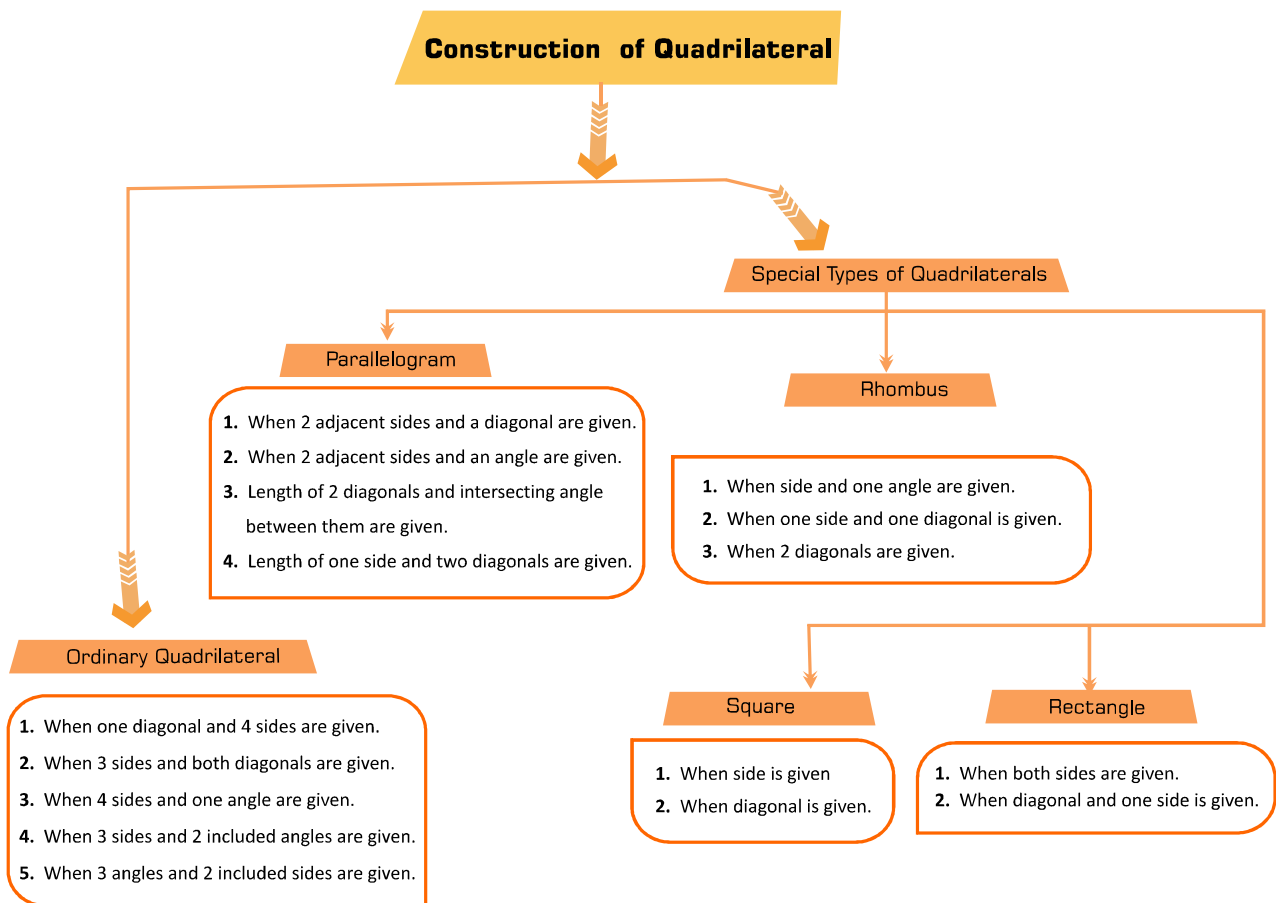 Construction of Quadrilateral
Special Types of Quadrilaterals
Parallelogram
1. When 2 adjacent sides and a diagonal are given.
2. When 2 adjacent sides and an angle are given.
3. Length of 2 diagonals and intersecting angle
between them are given.
4. Length of one side and two diagonals are given.
Rhombus
1. When side and one angle are given.
2. When one side and one diagonal is given.
3. When 2 diagonals are given.
Ordinary Quadrilateral
1. When one diagonal and 4 sides are given.
2. When 3 sides and both diagonals are given.
3. When 4 sides and one angle are given.
4. When 3 sides and 2 included angles are given.
5. When 3 angles and 2 included sides are given.
Square
1. When side is given
2. When diagonal is given.
Rectangle
1. When both sides are given.
2. When diagonal and one side is given.